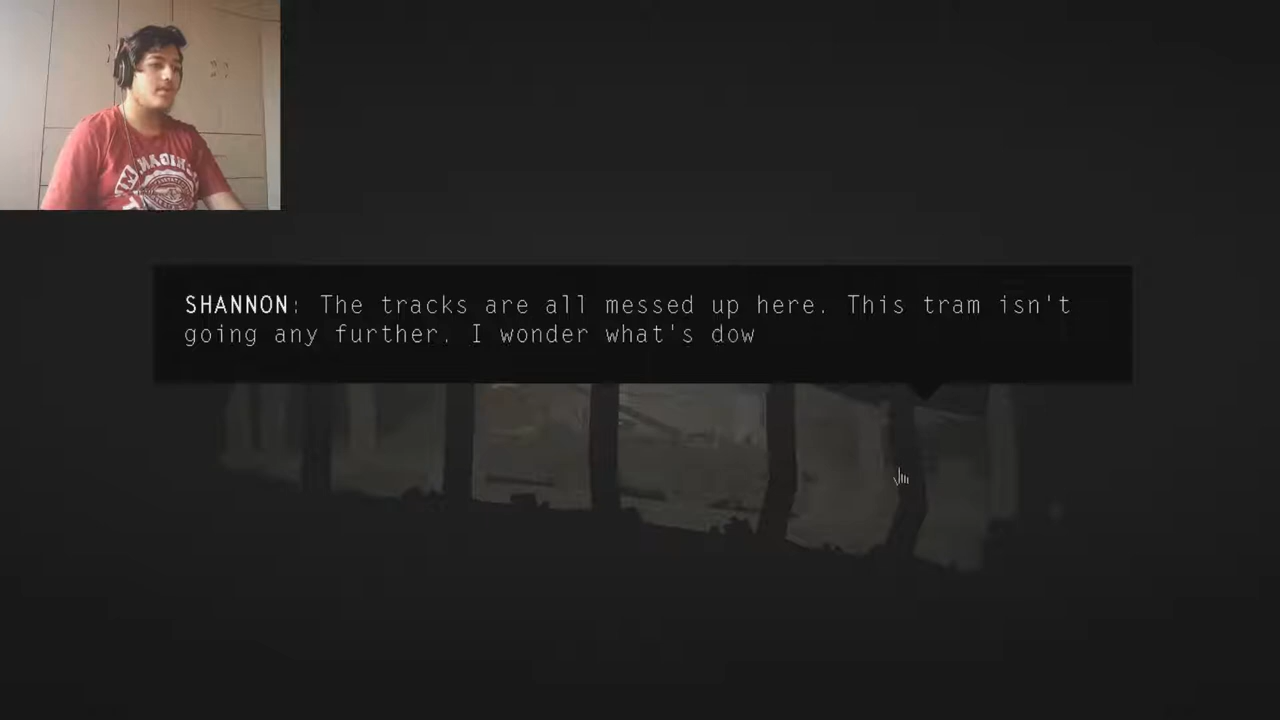 SHANNON: The tracks are all messed up here. This tram isn't
going any further. I wonder what's dow